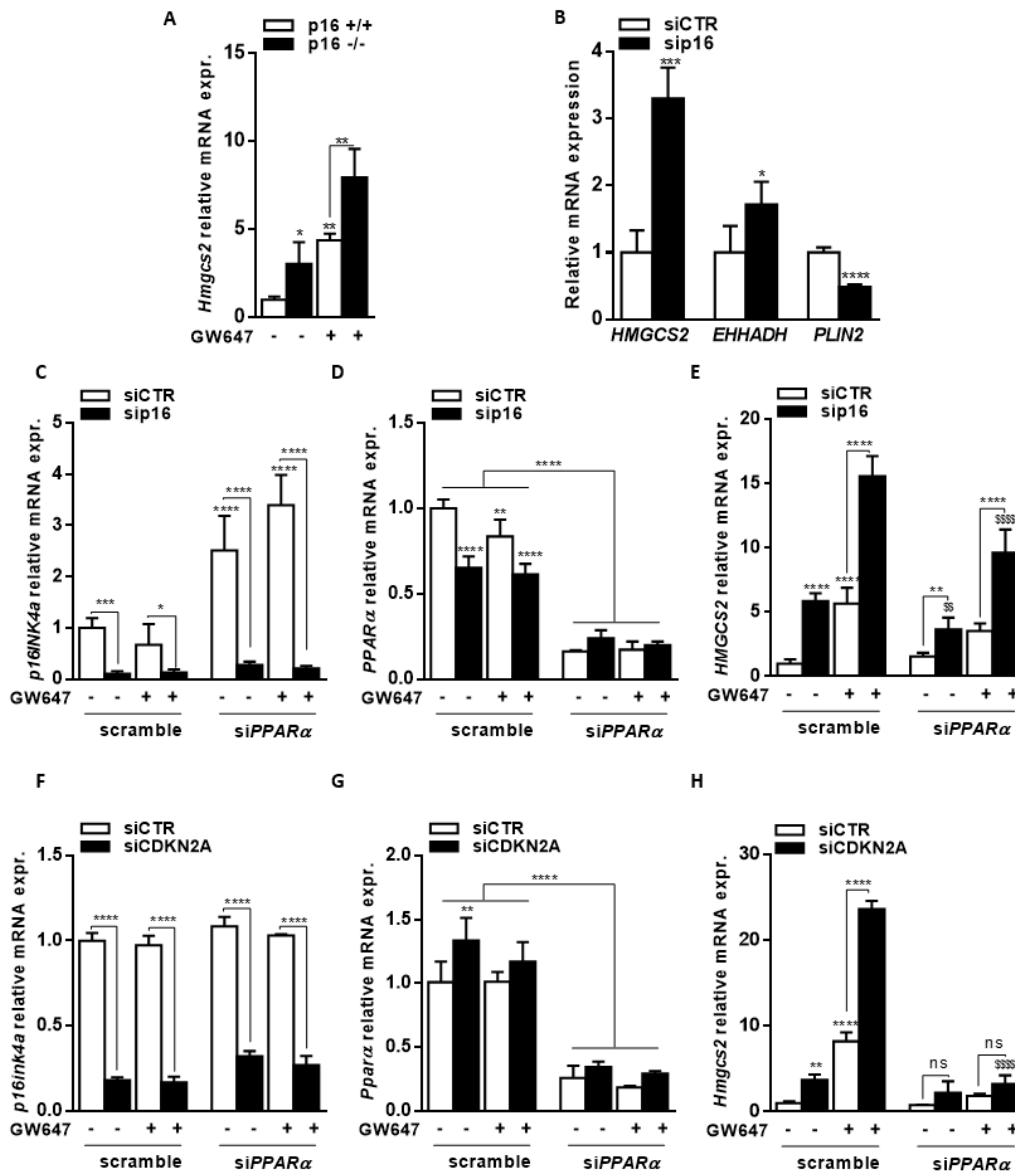 A
p16 +/+
p16 -/-
Hmgcs2 relative mRNA expr.
15
10
5
0
*
**
**
GW647 - - + +
B
siCTR
sip16
Relative mRNA expression
4
3
2
1
0
***
*
****
HMGCS2 EHHADH PLIN2
C
siCTR
sip16
p16INK4a relative mRNA expr.
5
4
3
2
1
0
***
*
****
****
****
****
GW647 - - + + - - + +
scramble siPPARα
D
siCTR
sip16
PPARα relative mRNA expr.
1.5
1.0
0.5
0.0
****
****
**
****
GW647 - - + + - - + +
scramble siPPARα
E
siCTR
sip16
HMGCS2 relative mRNA expr.
20
15
10
5
0
****
****
****
**
$$
****
$$$$
GW647 - - + + - - + +
scramble siPPARα
F
siCTR
siCDKN2A
p16Ink4a relative mRNA expr.
1.5
1.0
0.5
0.0
****
****
****
****
GW647 - - + + - - + +
scramble siPPARα
G
siCTR
siCDKN2A
Pparα relative mRNA expr.
2.0
1.5
1.0
0.5
0.0
**
****
GW647 - - + + - - + +
scramble siPPARα
H
siCTR
siCDKN2A
Hmgcs2 relative mRNA expr.
30
20
10
0
**
****
****
ns
ns
$$$$
GW647 - - + + - - + +
scramble siPPARα